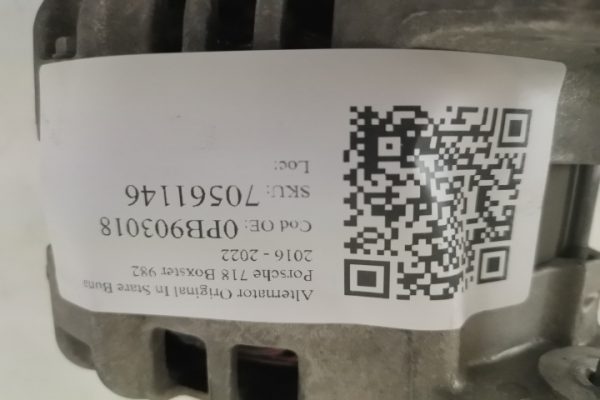 Alternator Original In Stare Buna
Porsche 718 Boxster 982
2016 - 2022
Cod OE: 0PB903018
SKU: 70561146
Loc: